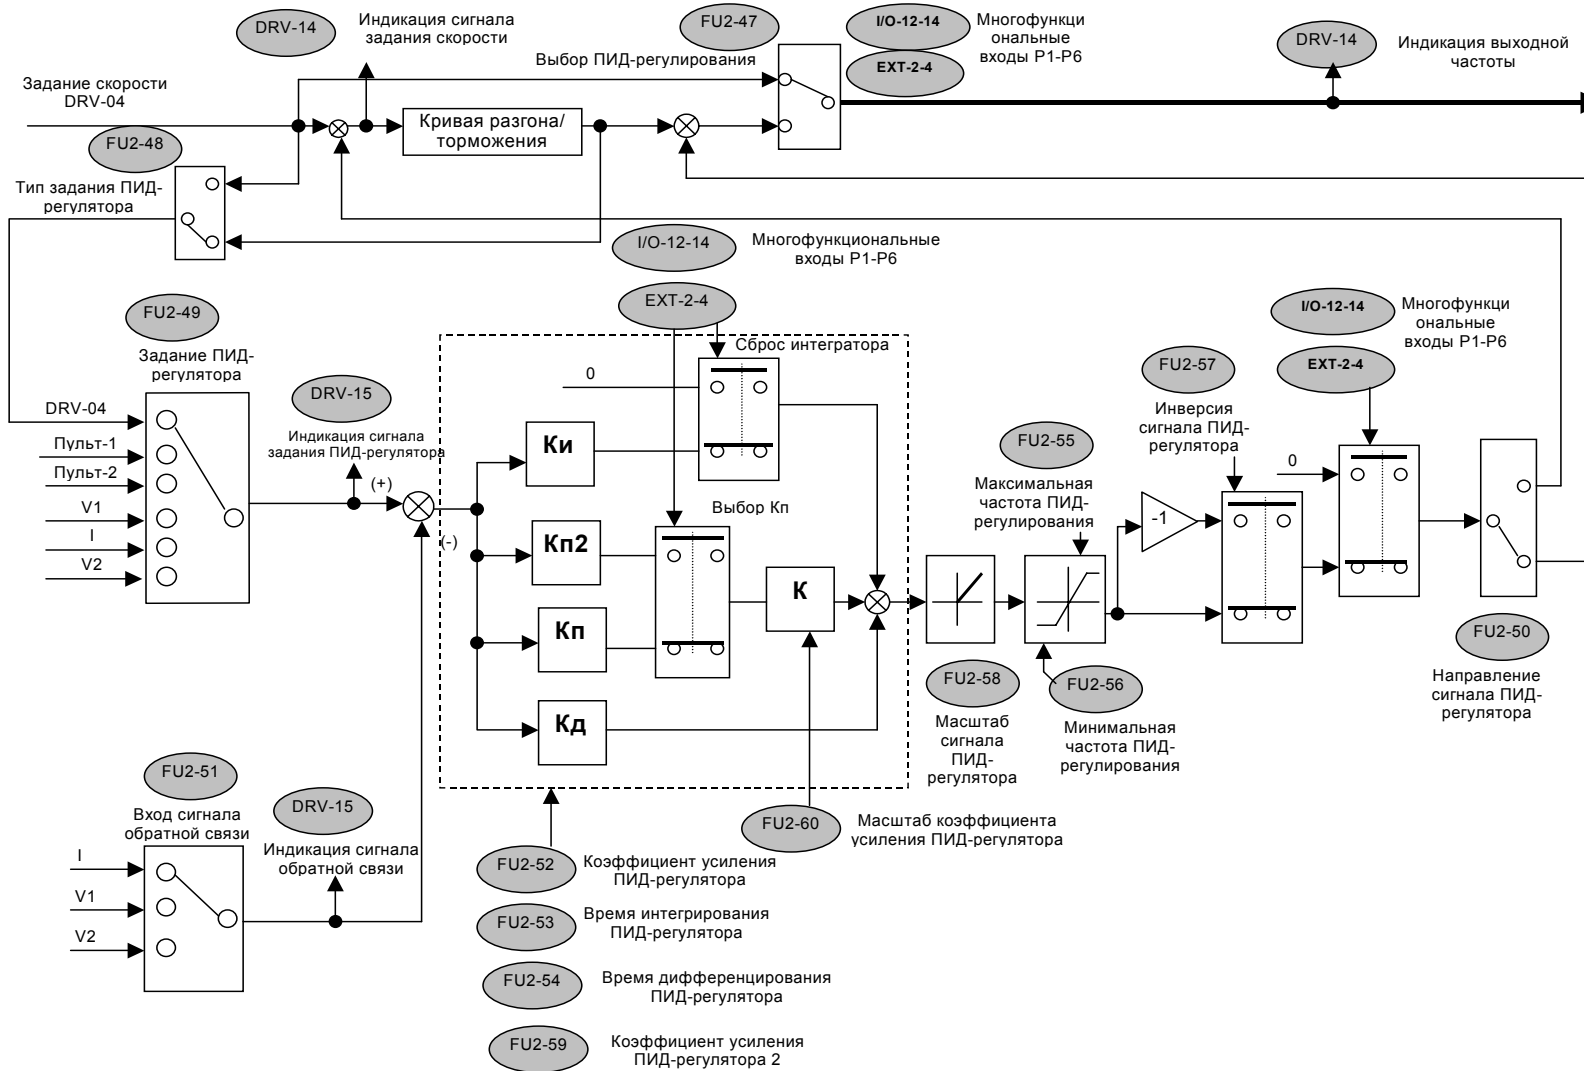 DRV-14
Индикация сигнала
задания скорости
FU2-47
I/O-12-14
EXT-2-4
Многофункци
ональные
входы P1-P6
DRV-14
Индикация выходной
частоты
Выбор ПИД-регулирования
Задание скорости
DRV-04
Кривая разгона/
торможения
FU2-48
Тип задания ПИД-
регулятора
I/O-12-14
Многофункциональные
входы P1-P6
EXT-2-4
FU2-49
Задание ПИД-
регулятора
DRV-04
Пульт-1
Пульт-2
V1
I
V2
DRV-15
Индикация сигнала
задания ПИД-регулятора
(+)
(-)
Сброс интегратора
0
Ки
Выбор Кп
Кп2
Кп
Кд
К
I/O-12-14
EXT-2-4
Многофункци
ональные
входы P1-P6
FU2-57
Инверсия
сигнала ПИД-
регулятора
FU2-55
Максимальная
частота ПИД-
регулирования
0
-1
FU2-50
Направление
сигнала ПИД-
регулятора
FU2-58
Масштаб
сигнала
ПИД-
регулятора
FU2-56
Минимальная
частота ПИД-
регулирования
FU2-51
Вход сигнала
обратной связи
I
V1
V2
DRV-15
Индикация сигнала
обратной связи
FU2-60
Масштаб коэффициента
усиления ПИД-регулятора
FU2-52
Коэффициент усиления
ПИД-регулятора
FU2-53
Время интегрирования
ПИД-регулятора
FU2-54
Время дифференцирования
ПИД-регулятора
FU2-59
Коэффициент усиления
ПИД-регулятора 2